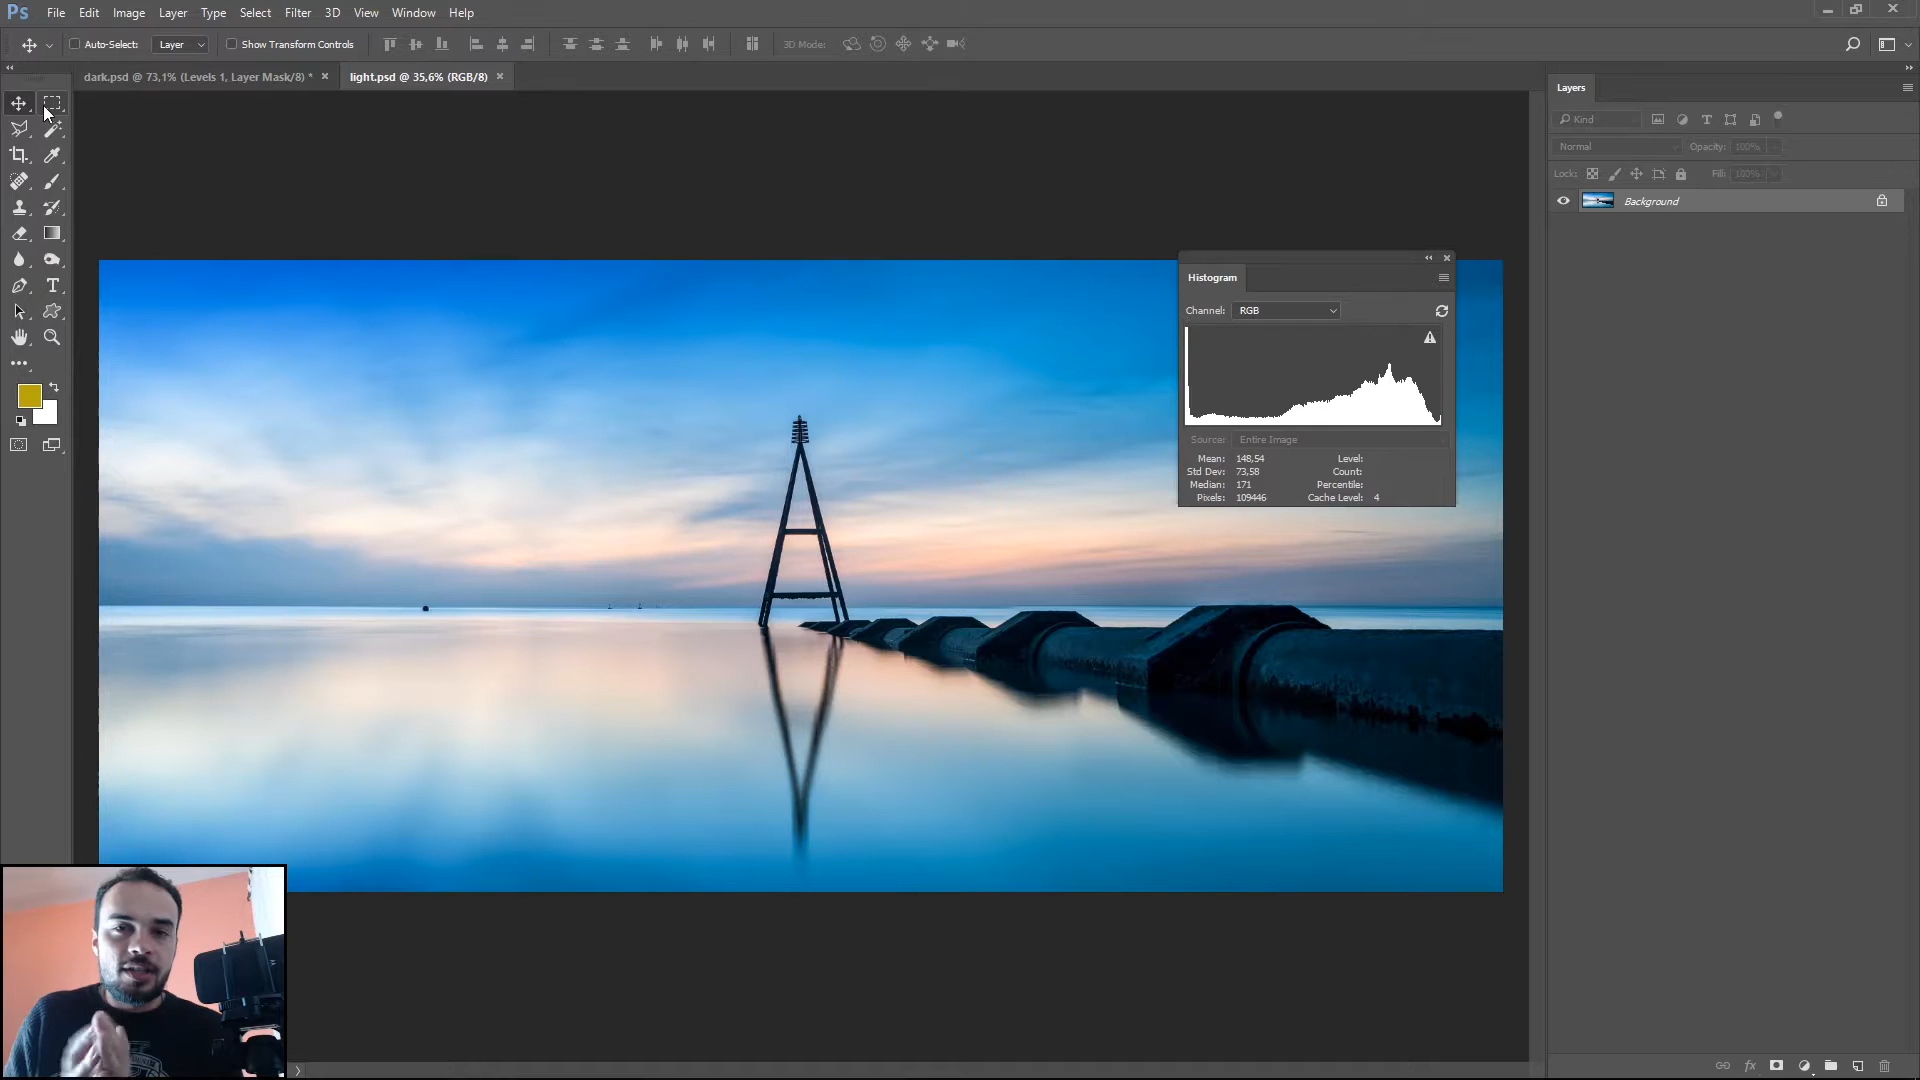 Ps File Edit Image Layer Type Select Filter 3D View Window Help
Auto-Select: Layer Show Transform Controls 3D Mode:
dark.psd @ 73,1% (Levels 1, Layer Mask/8) * × light.psd @ 35,6% (RGB/8) ×
Layers
Kind
Normal Opacity: 100%
Lock: Fill: 100%
Background
Histogram
Channel: RGB
Source: Entire Image
Mean: 148,54 Level:
Std Dev: 73,58 Count:
Median: 171 Percentile:
Pixels: 109446 Cache Level: 4